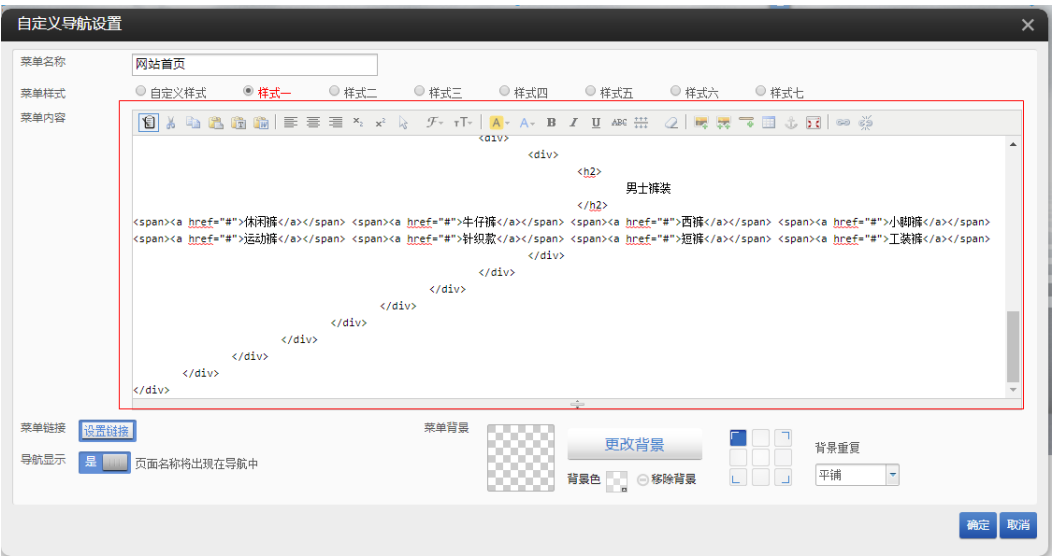 自定义导航设置
菜单名称 网站首页
菜单样式 自定义样式 样式一 样式二 样式三 样式四 样式五 样式六 样式七
菜单内容
B I U ABC
<div>
<div>
<h2>
男士裤装
</h2>
<span><a href="#">休闲裤</a></span> <span><a href="#">牛仔裤</a></span> <span><a href="#">西裤</a></span> <span><a href="#">小脚裤</a></span>
<span><a href="#">运动裤</a></span> <span><a href="#">针织款</a></span> <span><a href="#">短裤</a></span> <span><a href="#">工装裤</a></span>
</div>
</div>
</div>
</div>
</div>
</div>
</div>
</div>
</div>
菜单链接 设置链接 菜单背景 更改背景 背景重复
导航显示 是 页面名称将出现在导航中 背景色 移除背景 平铺
确定 取消